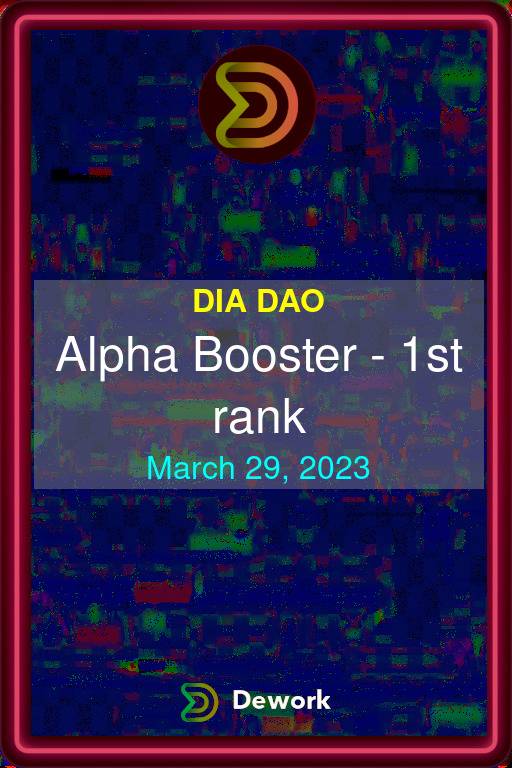 DIA DAO
Alpha Booster - 1st
rank
March 29, 2023
Dework